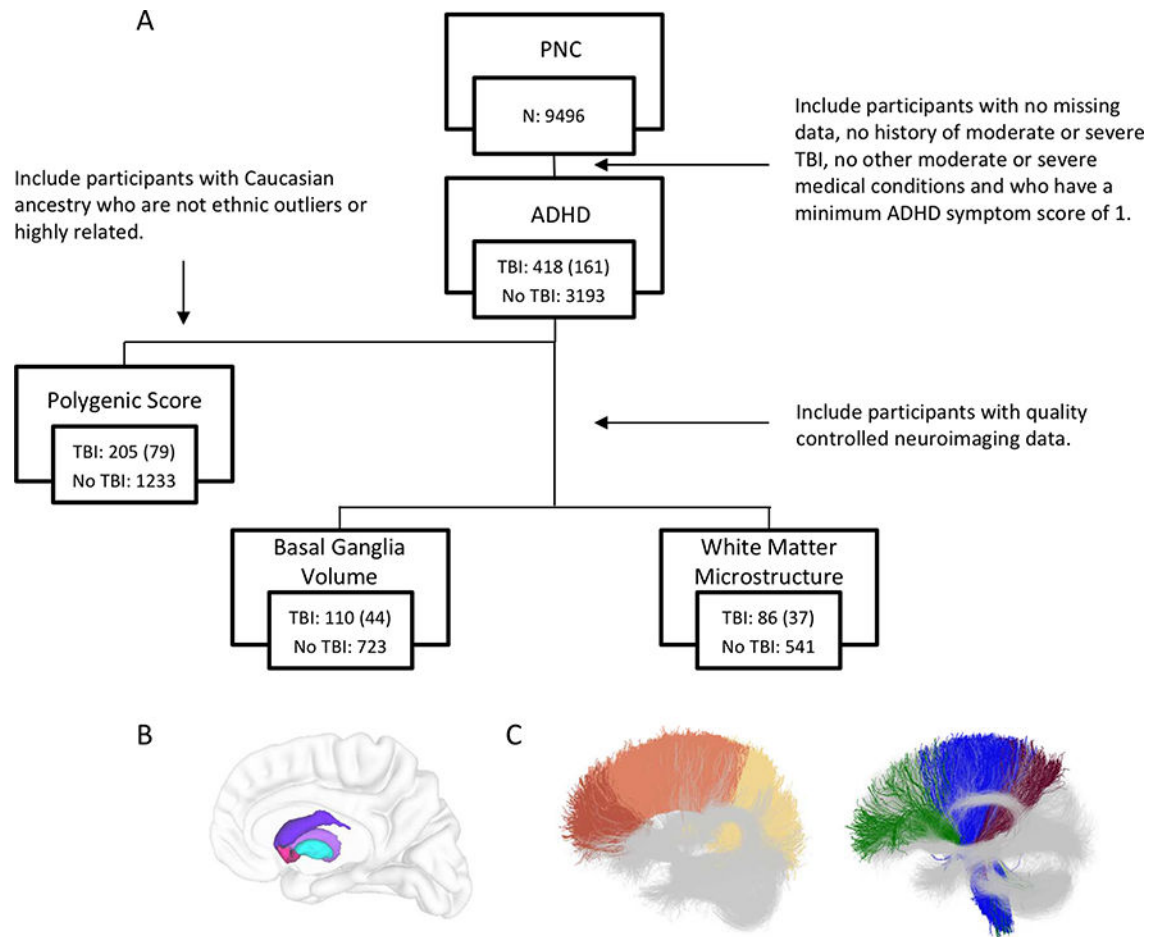 A
PNC
N: 9496
Include participants with no missing
data, no history of moderate or severe
TBI, no other moderate or severe
medical conditions and who have a
minimum ADHD symptom score of 1.
Include participants with Caucasian
ancestry who are not ethnic outliers or
highly related.
ADHD
TBI: 418 (161)
No TBI: 3193
Polygenic Score
TBI: 205 (79)
No TBI: 1233
Include participants with quality
controlled neuroimaging data.
Basal Ganglia
Volume
TBI: 110 (44)
No TBI: 723
White Matter
Microstructure
TBI: 86 (37)
No TBI: 541
B
C